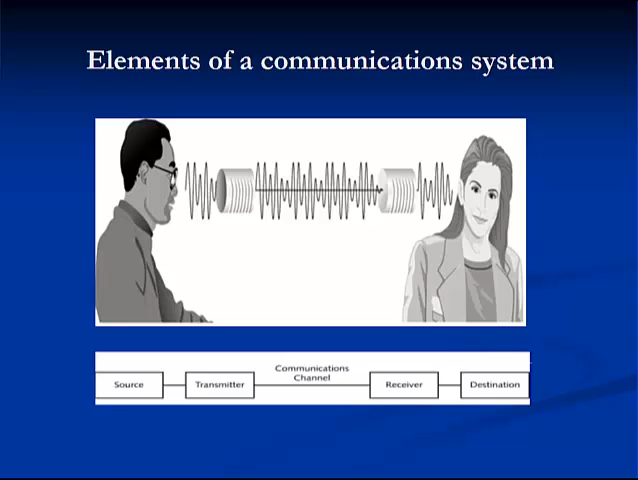 Elements of a communications system
Communications
Channel
Source
Transmitter
Receiver
Destination